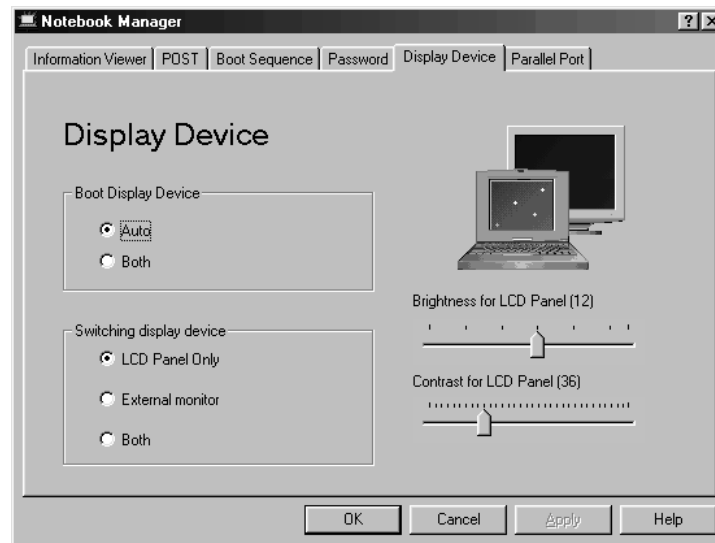 Notebook Manager
Information Viewer POST Boot Sequence Password Display Device Parallel Port
Display Device
Boot Display Device
Auto
Both
Brightness for LCD Panel (12)
Switching display device
LCD Panel Only
External monitor
Both
Contrast for LCD Panel (36)
OK Cancel Apply Help